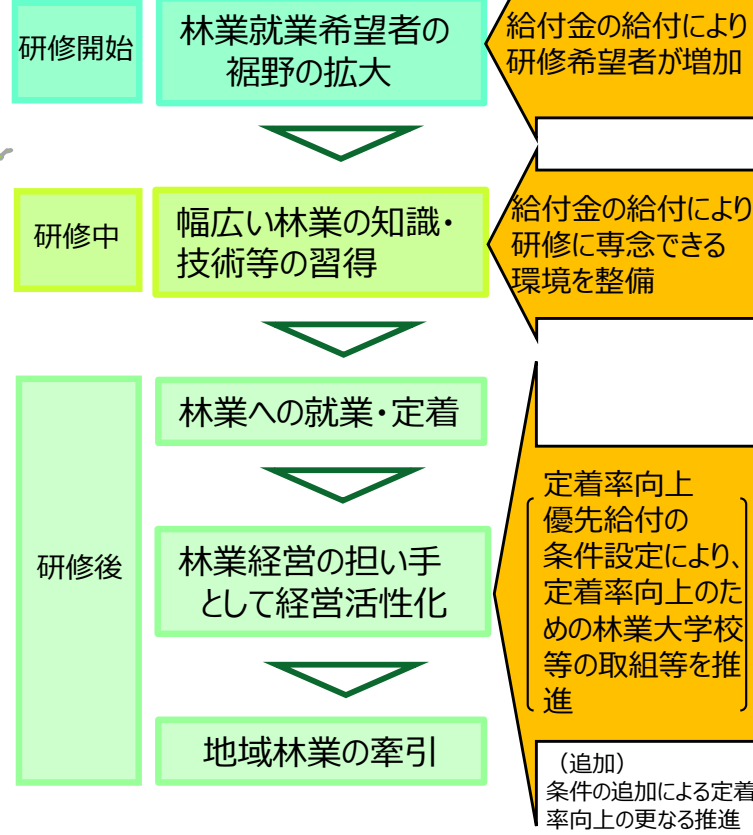 研修開始
林業就業希望者の
裾野の拡大
給付金の給付により
研修希望者が増加
研修中
幅広い林業の知識・
技術等の習得
給付金の給付により
研修に専念できる
環境を整備
研修後
林業への就業・定着
林業経営の担い手
として経営活性化
地域林業の牽引
定着率向上
優先給付の
条件設定により、
定着率向上のた
めの林業大学校
等の取組等を推
進
（追加）
条件の追加による定着
率向上の更なる推進